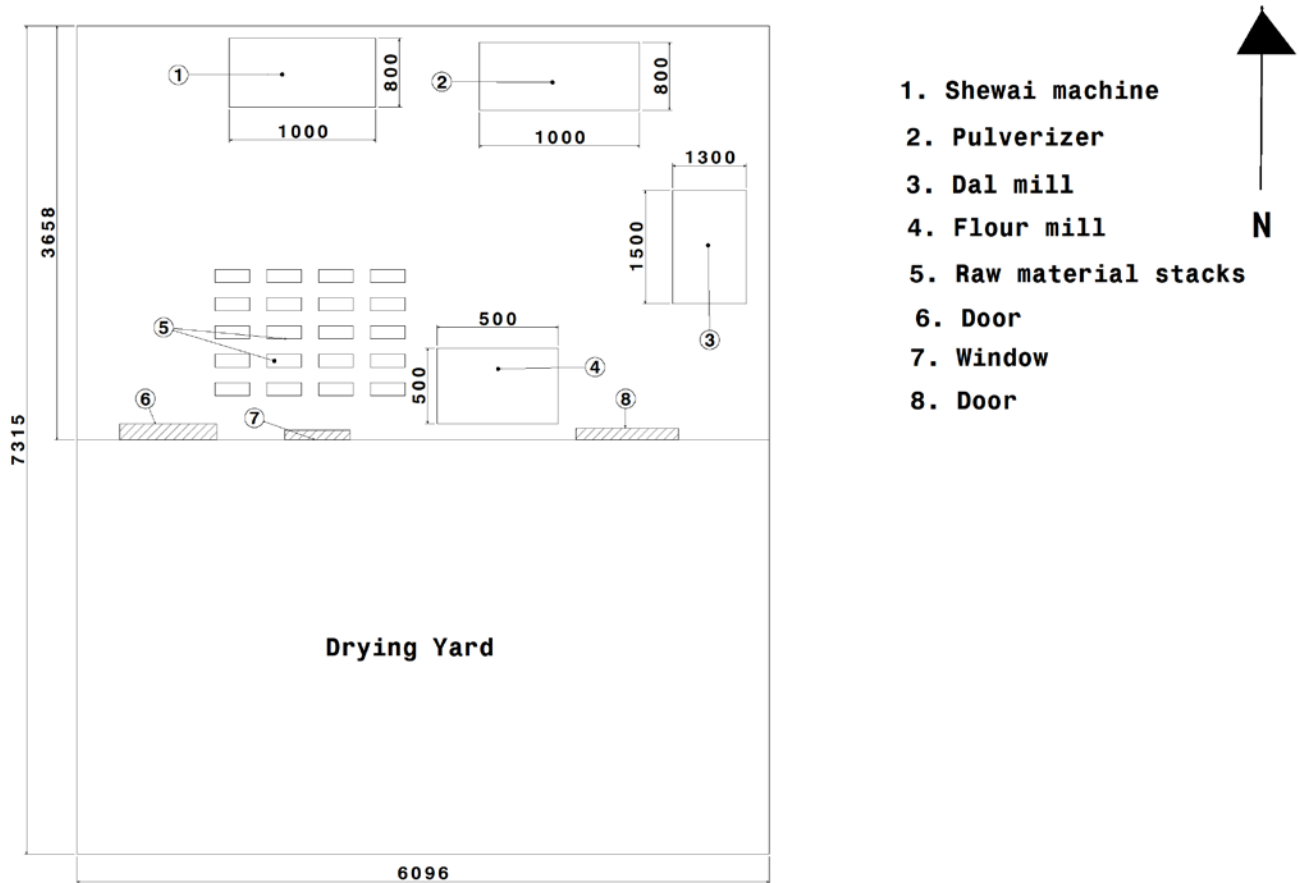 1
800
1000
2
800
1000
1300
1500
3
3658
7315
5
500
500
4
6
7
8
Drying Yard
6096
1. Shewai machine
2. Pulverizer
3. Dal mill
4. Flour mill
5. Raw material stacks
6. Door
7. Window
8. Door
N